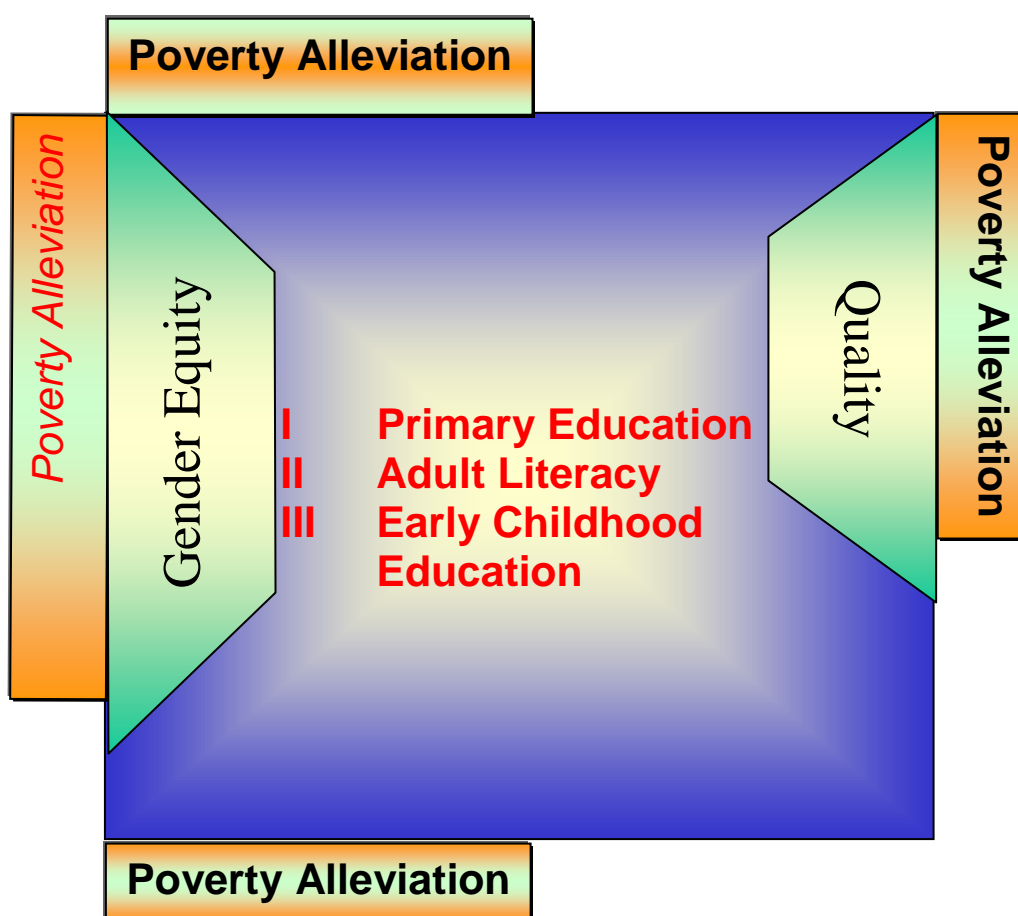 Poverty Alleviation
Poverty Alleviation
Gender Equity
I Primary Education
II Adult Literacy
III Early Childhood
Education
Quality
Poverty Alleviation
Poverty Alleviation